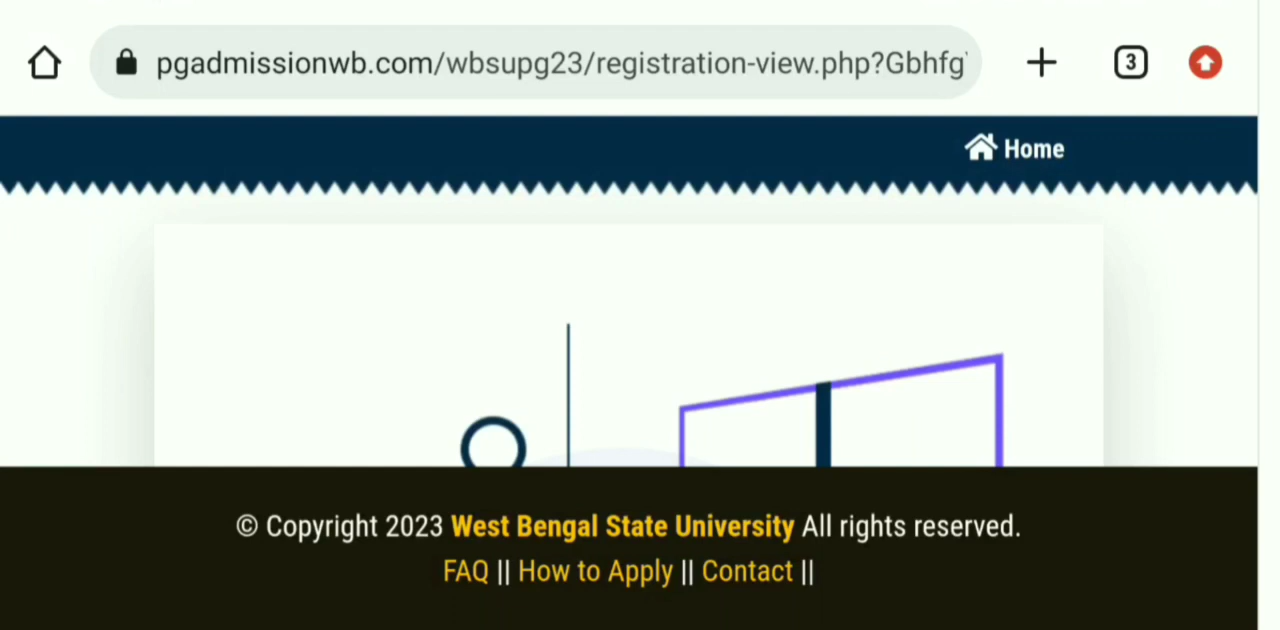 pgadmissionwb.com/wbsupg23/registration-view.php?Gbhfg
3
Home
© Copyright 2023 West Bengal State University All rights reserved.
FAQ || How to Apply || Contact ||